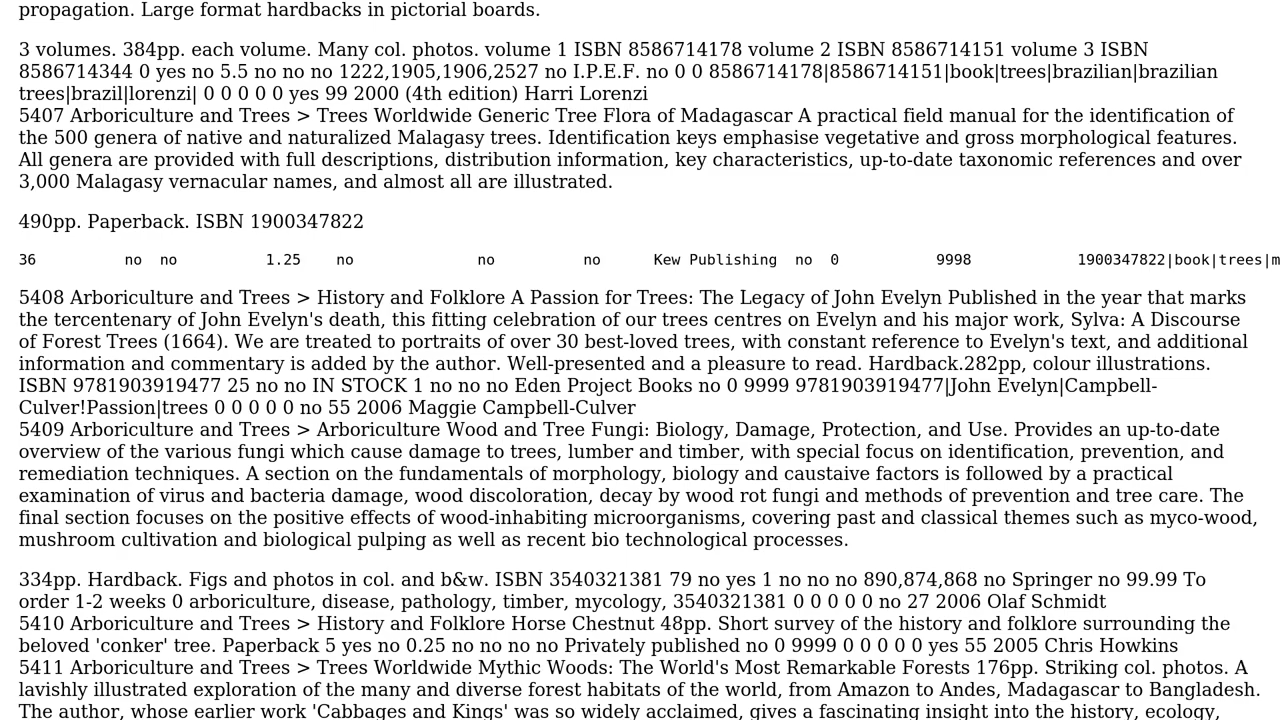 propagation. Large format hardbacks in pictorial boards.
3 volumes. 384pp. each volume. Many col. photos. volume 1 ISBN 8586714178 volume 2 ISBN 8586714151 volume 3 ISBN
8586714344 0 yes no 5.5 no no no 1222,1905,1906,2527 no I.P.E.F. no 0 0 8586714178|8586714151|book|trees|brazilian|brazilian
trees|brazil|lorenzi| 0 0 0 0 0 yes 99 2000 (4th edition) Harri Lorenzi
5407 Arboriculture and Trees > Trees Worldwide Generic Tree Flora of Madagascar A practical field manual for the identification of
the 500 genera of native and naturalized Malagasy trees. Identification keys emphasise vegetative and gross morphological features.
All genera are provided with full descriptions, distribution information, key characteristics, up-to-date taxonomic references and over
3,000 Malagasy vernacular names, and almost all are illustrated.
490pp. Paperback. ISBN 1900347822
36 no no 1.25 no no no Kew Publishing no 0 9998 1900347822|book|trees|m
5408 Arboriculture and Trees > History and Folklore A Passion for Trees: The Legacy of John Evelyn Published in the year that marks
the tercentenary of John Evelyn's death, this fitting celebration of our trees centres on Evelyn and his major work, Sylva: A Discourse
of Forest Trees (1664). We are treated to portraits of over 30 best-loved trees, with constant reference to Evelyn's text, and additional
information and commentary is added by the author. Well-presented and a pleasure to read. Hardback.282pp, colour illustrations.
ISBN 9781903919477 25 no no IN STOCK 1 no no no Eden Project Books no 0 9999 9781903919477|John Evelyn|Campbell-
Culver!Passion|trees 0 0 0 0 0 no 55 2006 Maggie Campbell-Culver
5409 Arboriculture and Trees > Arboriculture Wood and Tree Fungi: Biology, Damage, Protection, and Use. Provides an up-to-date
overview of the various fungi which cause damage to trees, lumber and timber, with special focus on identification, prevention, and
remediation techniques. A section on the fundamentals of morphology, biology and caustaive factors is followed by a practical
examination of virus and bacteria damage, wood discoloration, decay by wood rot fungi and methods of prevention and tree care. The
final section focuses on the positive effects of wood-inhabiting microorganisms, covering past and classical themes such as myco-wood,
mushroom cultivation and biological pulping as well as recent bio technological processes.
334pp. Hardback. Figs and photos in col. and b&w. ISBN 3540321381 79 no yes 1 no no no 890,874,868 no Springer no 99.99 To
order 1-2 weeks 0 arboriculture, disease, pathology, timber, mycology, 3540321381 0 0 0 0 0 no 27 2006 Olaf Schmidt
5410 Arboriculture and Trees > History and Folklore Horse Chestnut 48pp. Short survey of the history and folklore surrounding the
beloved 'conker' tree. Paperback 5 yes no 0.25 no no no no Privately published no 0 9999 0 0 0 0 0 yes 55 2005 Chris Howkins
5411 Arboriculture and Trees > Trees Worldwide Mythic Woods: The World's Most Remarkable Forests 176pp. Striking col. photos. A
lavishly illustrated exploration of the many and diverse forest habitats of the world, from Amazon to Andes, Madagascar to Bangladesh.
The author, whose earlier work 'Cabbages and Kings' was so widely acclaimed, gives a fascinating insight into the history, ecology,